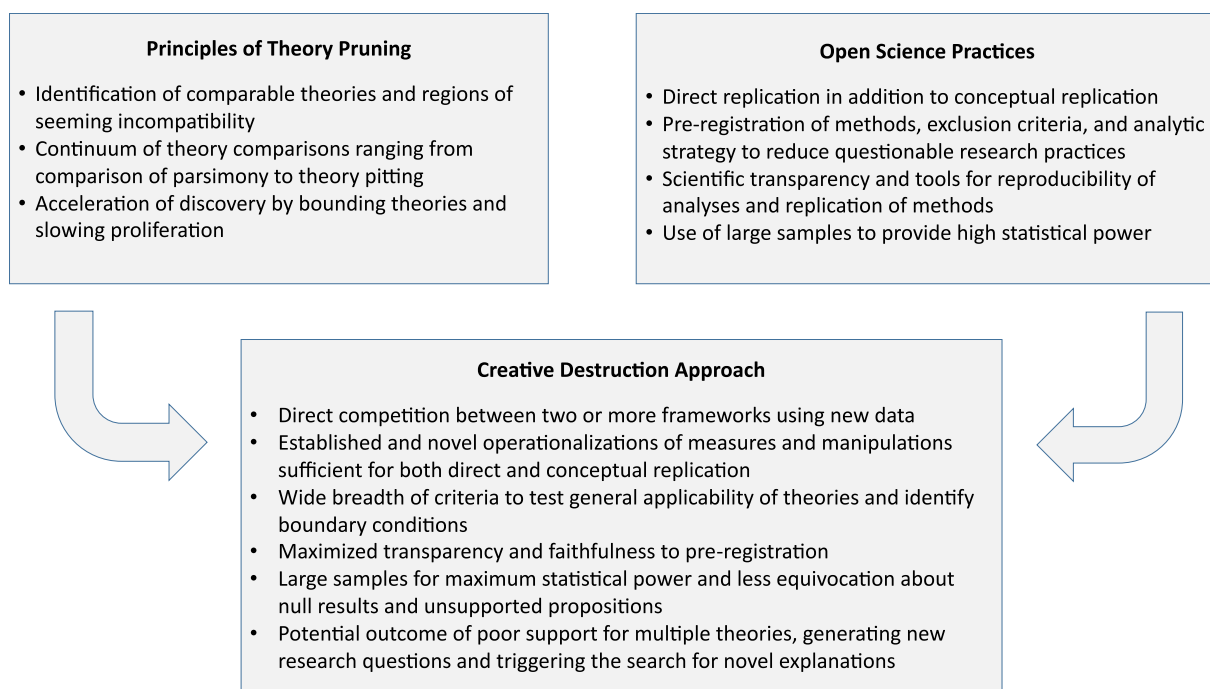 Principles of Theory Pruning
• Identification of comparable theories and regions of
seeming incompatibility
• Continuum of theory comparisons ranging from
comparison of parsimony to theory pitting
• Acceleration of discovery by bounding theories and
slowing proliferation
Open Science Practices
• Direct replication in addition to conceptual replication
• Pre-registration of methods, exclusion criteria, and analytic
strategy to reduce questionable research practices
• Scientific transparency and tools for reproducibility of
analyses and replication of methods
• Use of large samples to provide high statistical power
Creative Destruction Approach
• Direct competition between two or more frameworks using new data
• Established and novel operationalizations of measures and manipulations
sufficient for both direct and conceptual replication
• Wide breadth of criteria to test general applicability of theories and identify
boundary conditions
• Maximized transparency and faithfulness to pre-registration
• Large samples for maximum statistical power and less equivocation about
null results and unsupported propositions
• Potential outcome of poor support for multiple theories, generating new
research questions and triggering the search for novel explanations